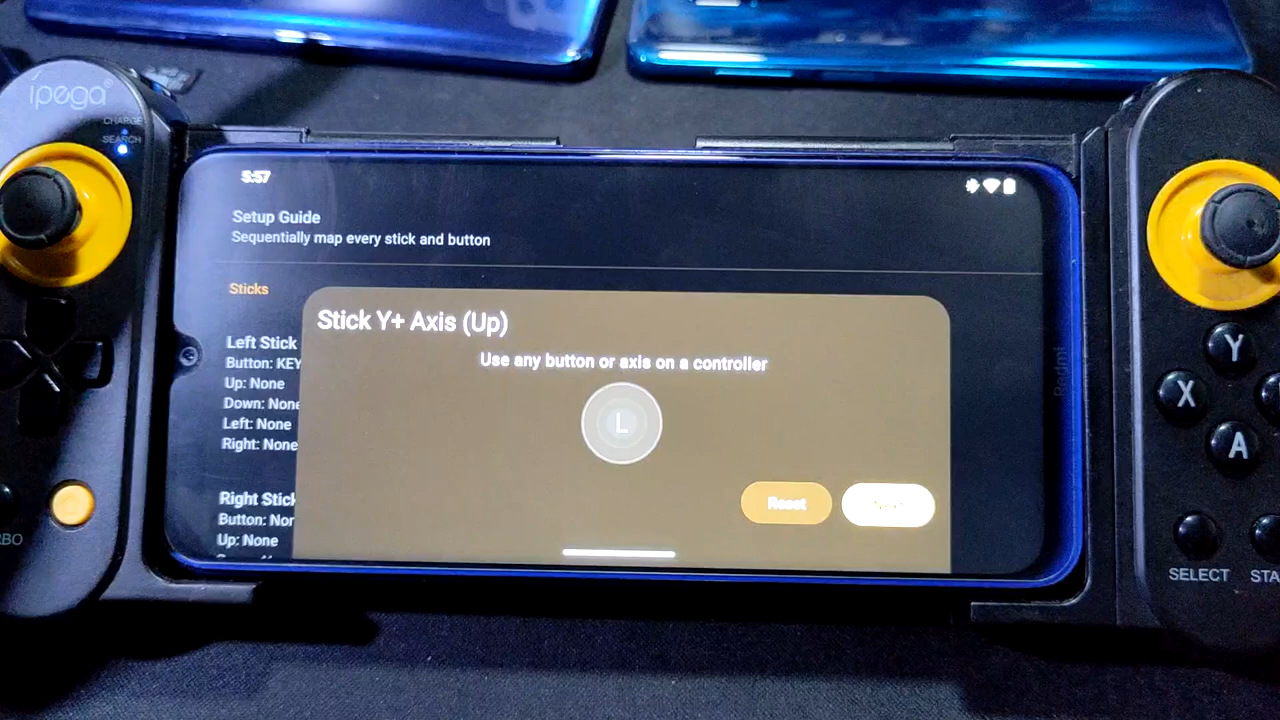 ipega®
CHARGE
SEARCH
5:57
Setup Guide
Sequentially map every stick and button
Sticks
Left Stick
Button: KEY
Up: None
Down: None
Left: None
Right: None
Right Stick
Button: Nor
Up: None
Stick Y+ Axis (Up)
Use any button or axis on a controller
L
Reset
Redmi
Y
X
A
SELECT
STA
RBO